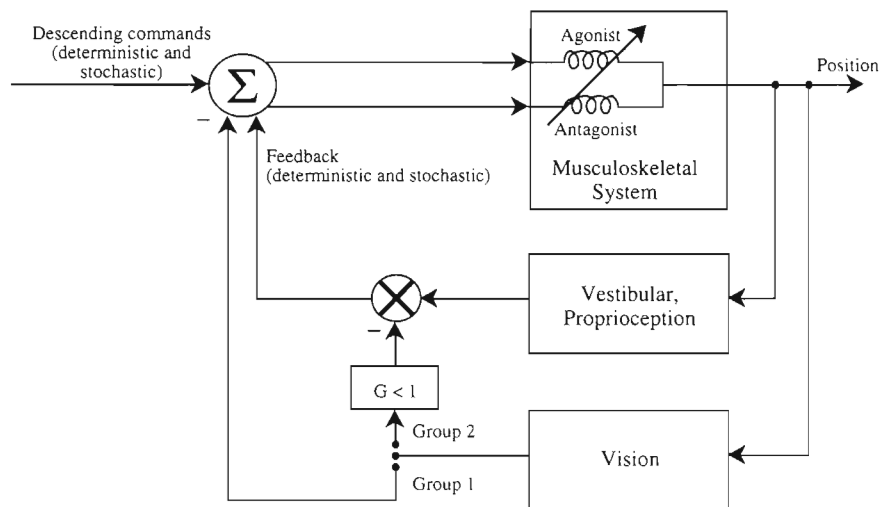 Descending commands
(deterministic and
stochastic)
Σ
−
Agonist
Antagonist
Musculoskeletal
System
Position
Feedback
(deterministic and stochastic)
Vestibular,
Proprioception
−
G < 1
Group 2
Group 1
Vision